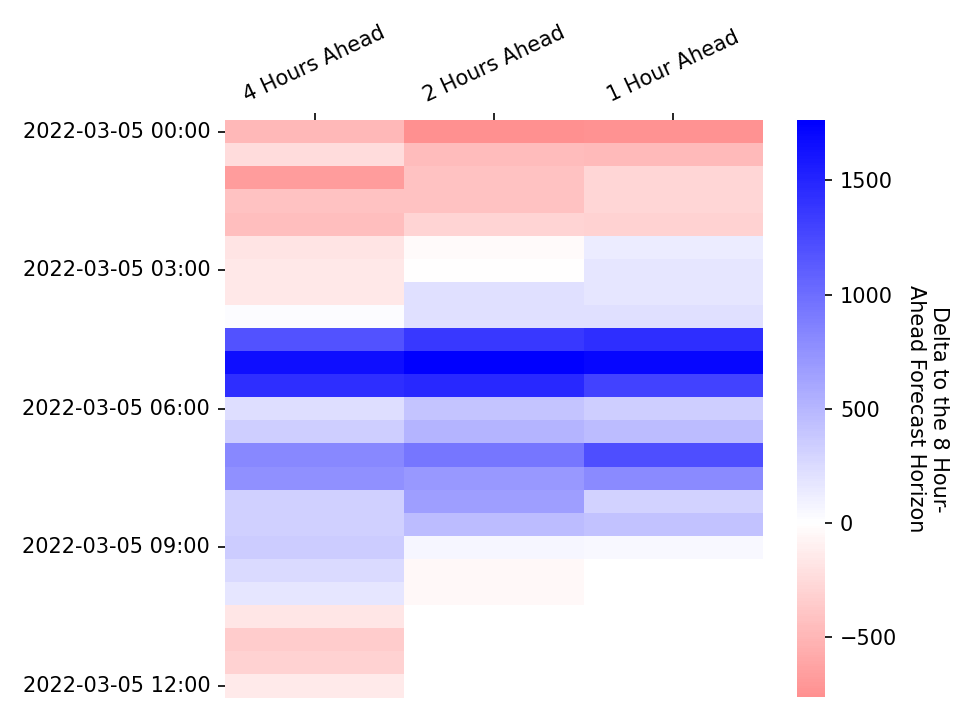 4 Hours Ahead
2 Hours Ahead
1 Hour Ahead
2022-03-05 00:00
2022-03-05 03:00
2022-03-05 06:00
2022-03-05 09:00
2022-03-05 12:00
1500
1000
500
0
−500
Delta to the 8 Hour-
Ahead Forecast Horizon